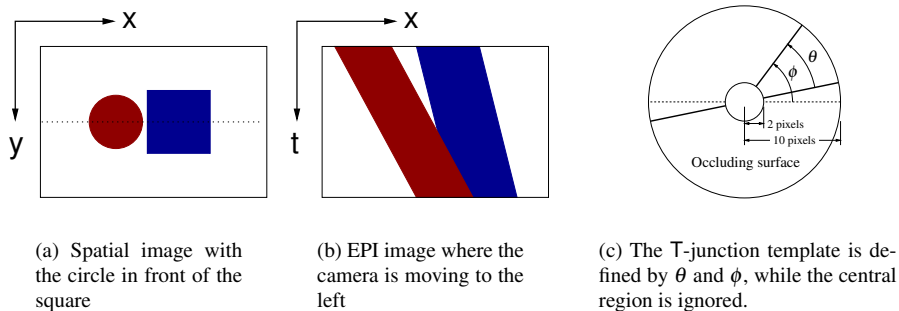 x
y
(a) Spatial image with
the circle in front of the
square
x
t
(b) EPI image where the
camera is moving to the
left
θ
ϕ
2 pixels
10 pixels
Occluding surface
(c) The T-junction template is de-
fined by θ and ϕ, while the central
region is ignored.